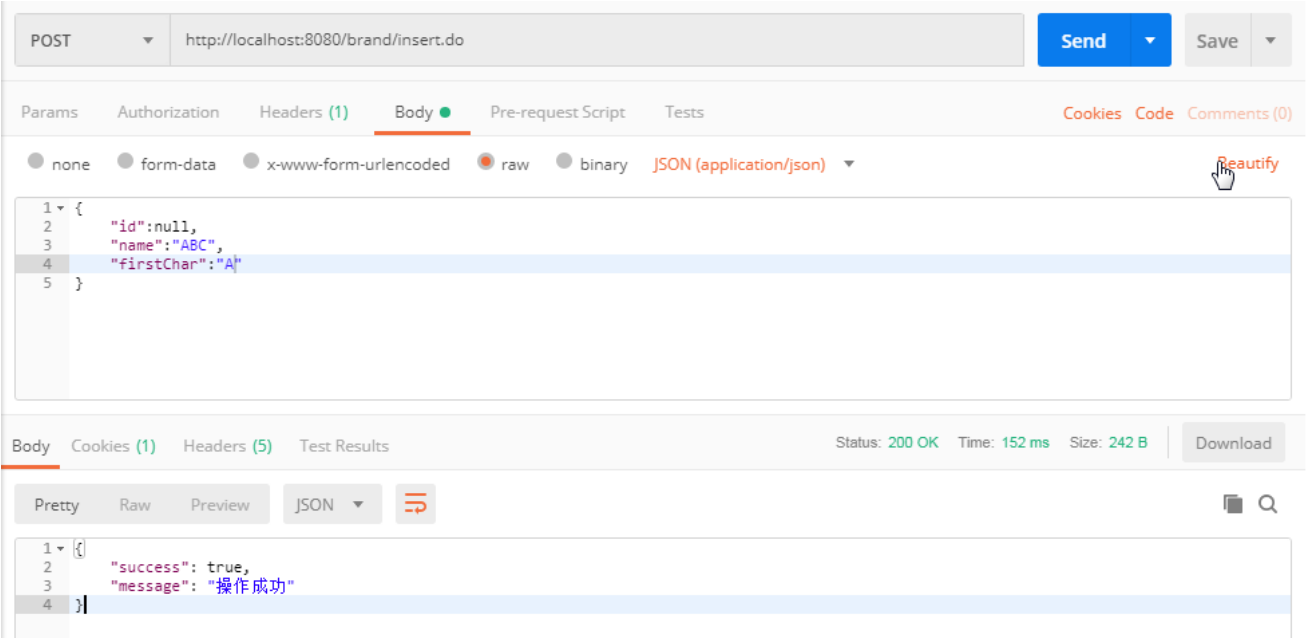 POST http://localhost:8080/brand/insert.do Send Save
Params Authorization Headers (1) Body Pre-request Script Tests Cookies Code Comments (0)
none form-data x-www-form-urlencoded raw binary JSON (application/json) Beautify
1 {
2 "id":null,
3 "name":"ABC",
4 "firstChar":"A"
5 }
Body Cookies (1) Headers (5) Test Results Status: 200 OK Time: 152 ms Size: 242 B Download
Pretty Raw Preview JSON
1 {
2 "success": true,
3 "message": "操作成功"
4 }